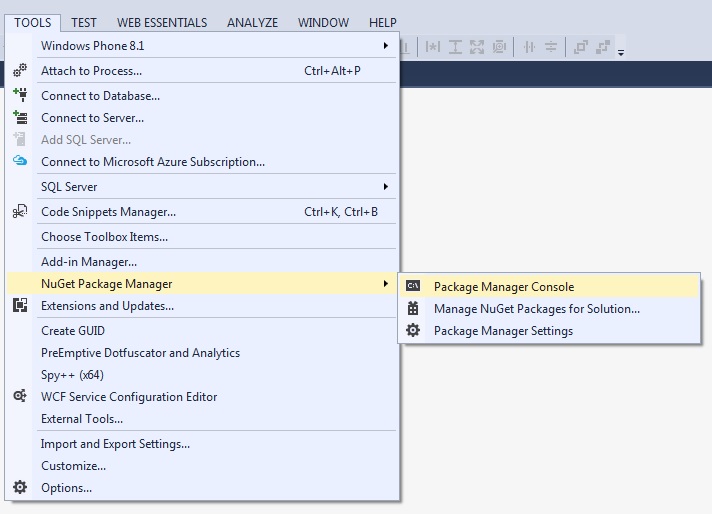 TOOLS TEST WEB ESSENTIALS ANALYZE WINDOW HELP
Windows Phone 8.1
Attach to Process... Ctrl+Alt+P
Connect to Database...
Connect to Server...
Add SQL Server...
Connect to Microsoft Azure Subscription...
SQL Server
Code Snippets Manager... Ctrl+K, Ctrl+B
Choose Toolbox Items...
Add-in Manager...
NuGet Package Manager
Extensions and Updates...
Create GUID
PreEmptive Dotfuscator and Analytics
Spy++ (x64)
WCF Service Configuration Editor
External Tools...
Import and Export Settings...
Customize...
Options...
C:\ Package Manager Console
Manage NuGet Packages for Solution...
Package Manager Settings